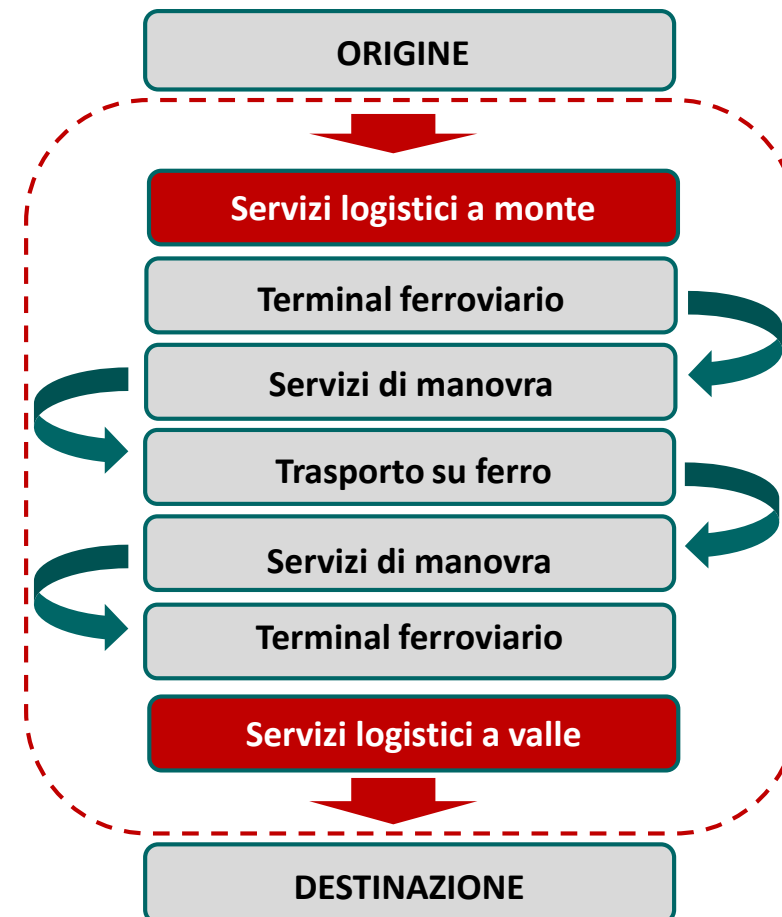 ORIGINE
Servizi logistici a monte
Terminal ferroviario
Servizi di manovra
Trasporto su ferro
Servizi di manovra
Terminal ferroviario
Servizi logistici a valle
DESTINAZIONE